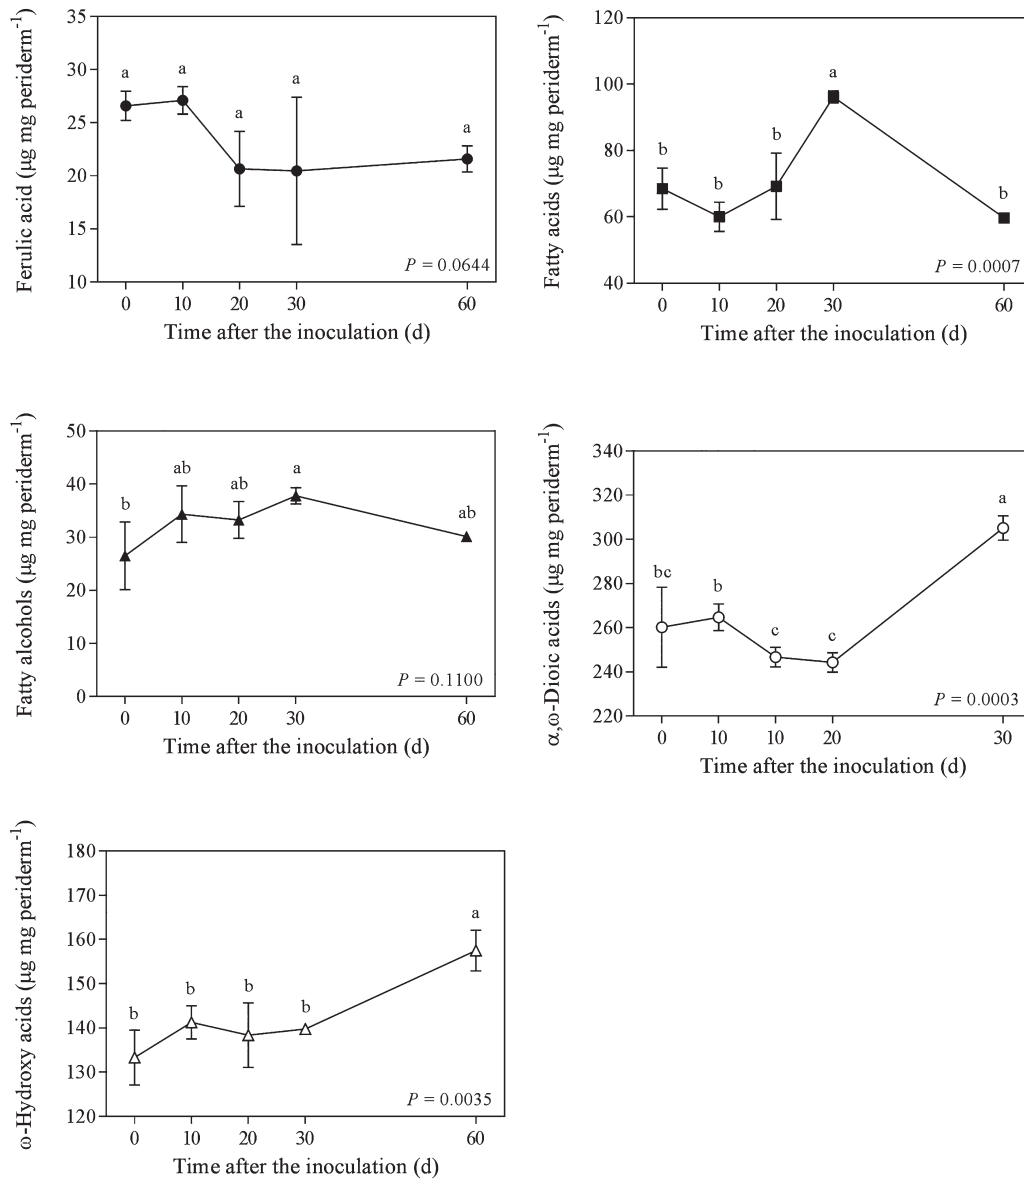 Ferulic acid (μg mg periderm⁻¹)
35
30
25
20
15
10
a a a a a
P = 0.0644
0 10 20 30 60
Time after the inoculation (d)
Fatty acids (μg mg periderm⁻¹)
120
100
80
60
40
b b b a b
P = 0.0007
0 10 20 30 60
Time after the inoculation (d)
Fatty alcohols (μg mg periderm⁻¹)
50
40
30
20
10
0
b ab ab a ab
P = 0.1100
0 10 20 30 60
Time after the inoculation (d)
α,ω-Dioic acids (μg mg periderm⁻¹)
340
320
300
280
260
240
220
bc b c c a
P = 0.0003
0 10 10 20 30
Time after the inoculation (d)
ω-Hydroxy acids (μg mg periderm⁻¹)
180
170
160
150
140
130
120
b b b b a
P = 0.0035
0 10 20 30 60
Time after the inoculation (d)